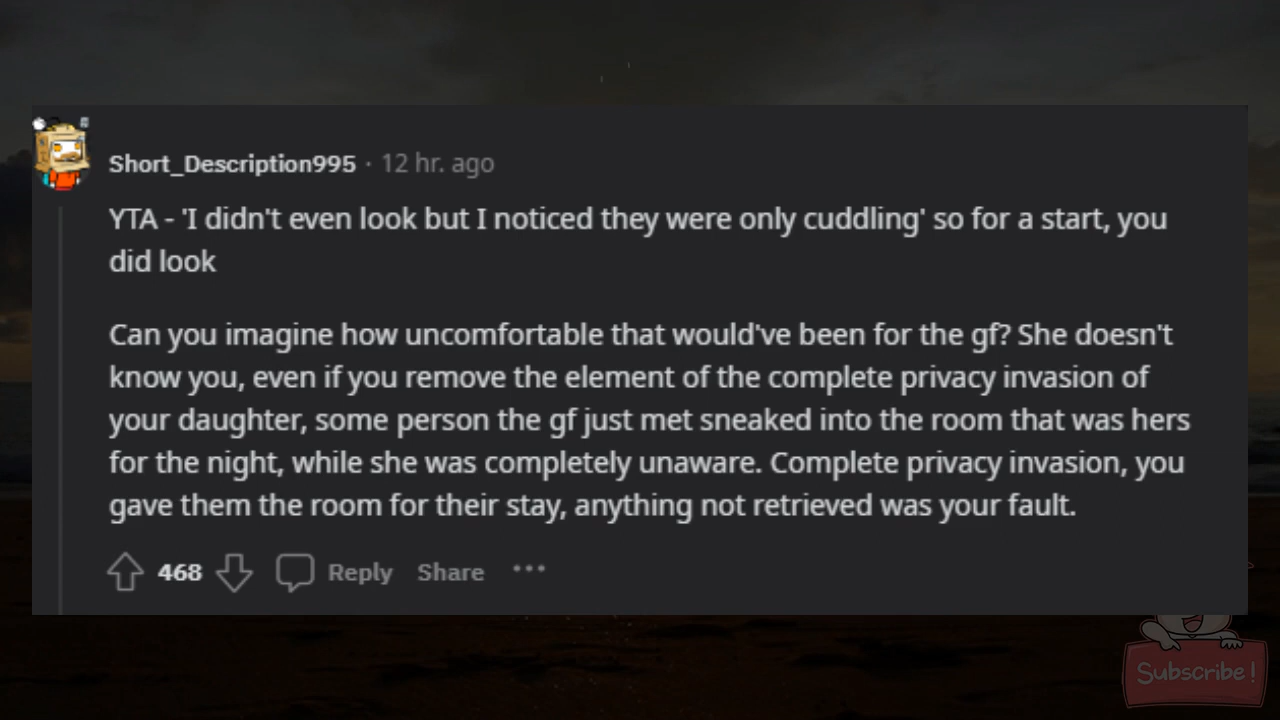 Short_Description995 · 12 hr. ago
YTA - 'I didn't even look but I noticed they were only cuddling' so for a start, you
did look
Can you imagine how uncomfortable that would've been for the gf? She doesn't
know you, even if you remove the element of the complete privacy invasion of
your daughter, some person the gf just met sneaked into the room that was hers
for the night, while she was completely unaware. Complete privacy invasion, you
gave them the room for their stay, anything not retrieved was your fault.
468 Reply Share ···
Subscribe!